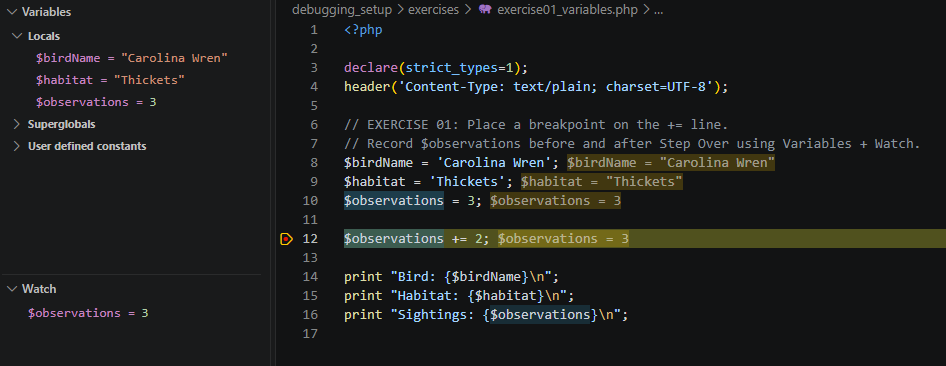 Variables
Locals
$birdName = "Carolina Wren"
$habitat = "Thickets"
$observations = 3
Superglobals
User defined constants
Watch
$observations = 3
debugging_setup > exercises > exercise01_variables.php > ...
1 <?php
2
3 declare(strict_types=1);
4 header('Content-Type: text/plain; charset=UTF-8');
5
6 // EXERCISE 01: Place a breakpoint on the += line.
7 // Record $observations before and after Step Over using Variables + Watch.
8 $birdName = 'Carolina Wren'; $birdName = "Carolina Wren"
9 $habitat = 'Thickets'; $habitat = "Thickets"
10 $observations = 3; $observations = 3
11
12 $observations += 2; $observations = 3
13
14 print "Bird: {$birdName}\n";
15 print "Habitat: {$habitat}\n";
16 print "Sightings: {$observations}\n";
17